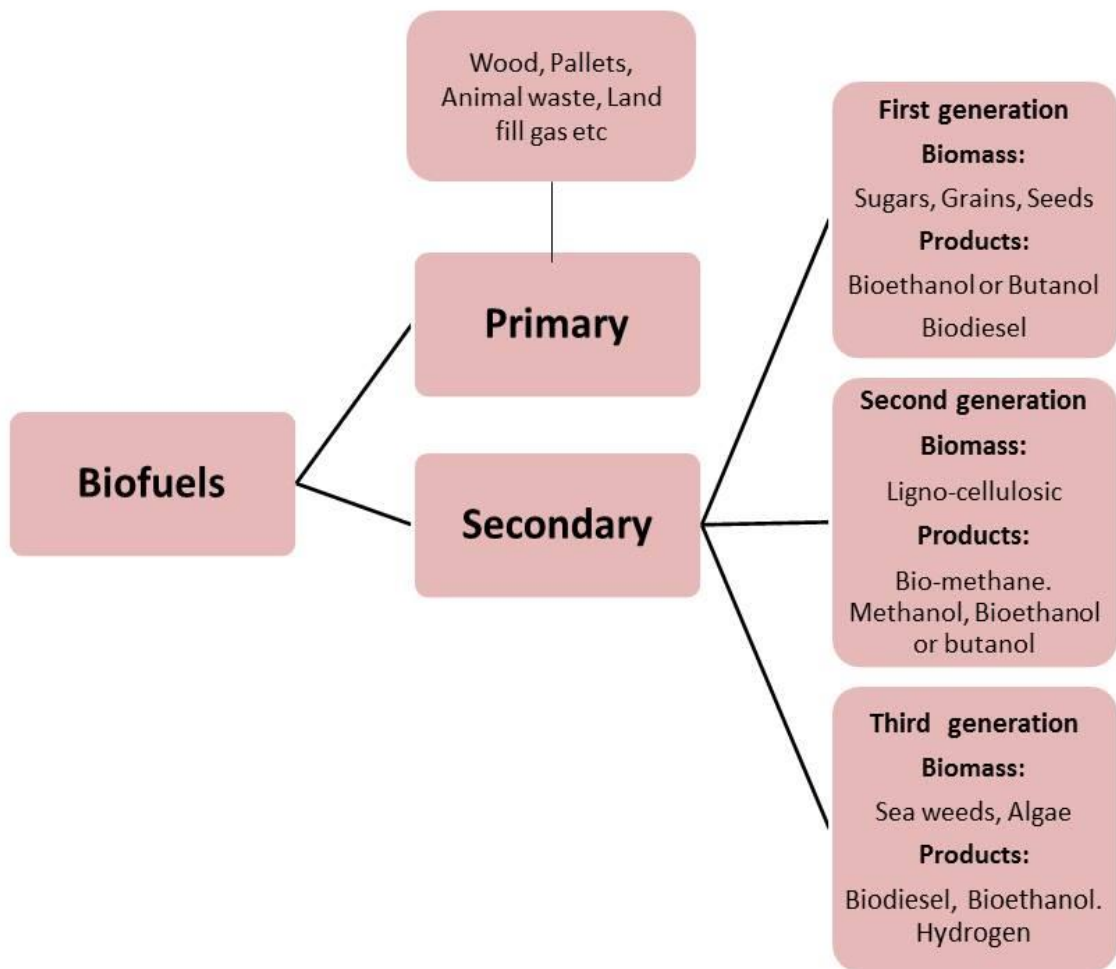 Wood, Pallets,
Animal waste, Land
fill gas etc
Primary
Biofuels
Secondary
First generation
Biomass:
Sugars, Grains, Seeds
Products:
Bioethanol or Butanol
Biodiesel
Second generation
Biomass:
Ligno-cellulosic
Products:
Bio-methane.
Methanol, Bioethanol
or butanol
Third generation
Biomass:
Sea weeds, Algae
Products:
Biodiesel, Bioethanol.
Hydrogen